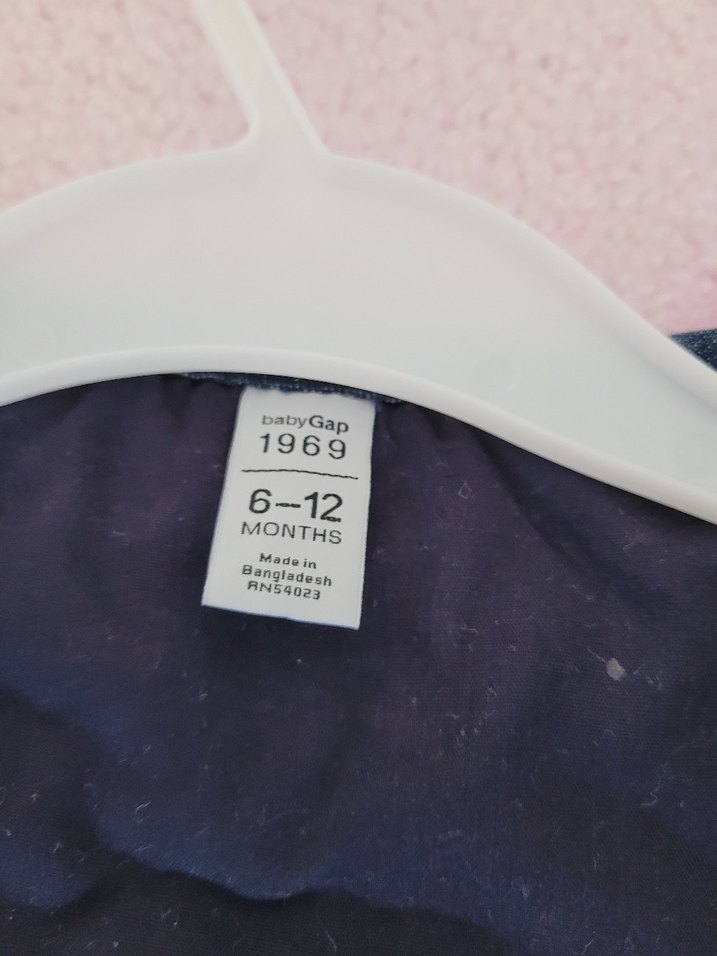 babyGap
1969
6–12
MONTHS
Made in
Bangladesh
RN54023